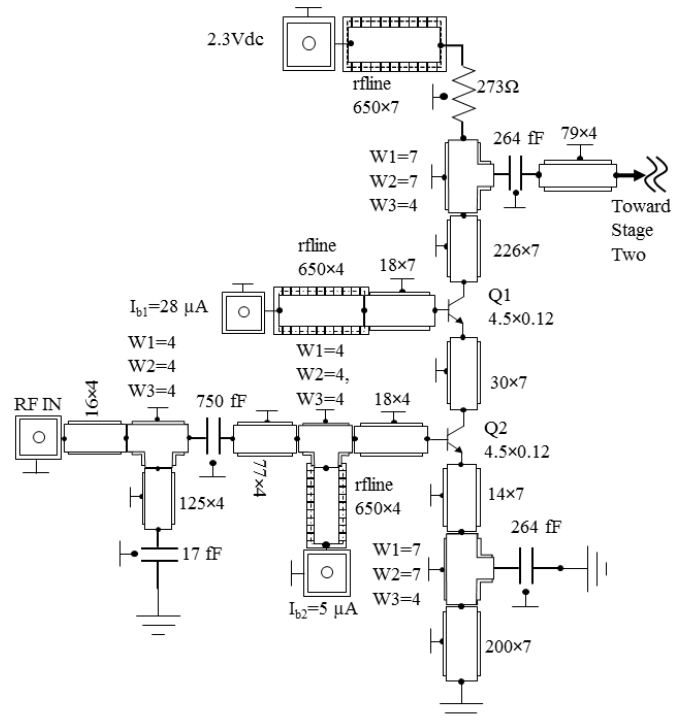 2.3Vdc
rfline
650×7
273Ω
W1=7
W2=7
W3=4
264 fF
79×4
Toward
Stage
Two
226×7
rfline
650×4
18×7
I_b1=28 µA
Q1
4.5×0.12
W1=4
W2=4
W3=4
W1=4
W2=4,
W3=4
30×7
RF IN
16×4
750 fF
77×4
18×4
Q2
4.5×0.12
125×4
rfline
650×4
14×7
17 fF
I_b2=5 µA
W1=7
W2=7
W3=4
264 fF
200×7